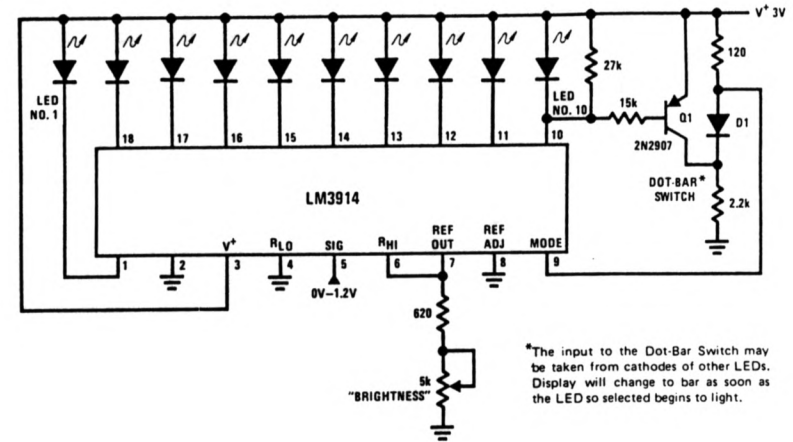 V+ 3V
27k
120
LED
NO. 1
LED
NO. 10
15k
Q1
D1
2N2907
18
17
16
15
14
13
12
11
10
DOT-BAR*
SWITCH
2.2k
LM3914
V+
RLO
SIG
RHI
REF
OUT
REF
ADJ
MODE
1
2
3
4
5
6
7
8
9
0V–1.2V
620
5k
"BRIGHTNESS"
*The input to the Dot-Bar Switch may
be taken from cathodes of other LEDs.
Display will change to bar as soon as
the LED so selected begins to light.